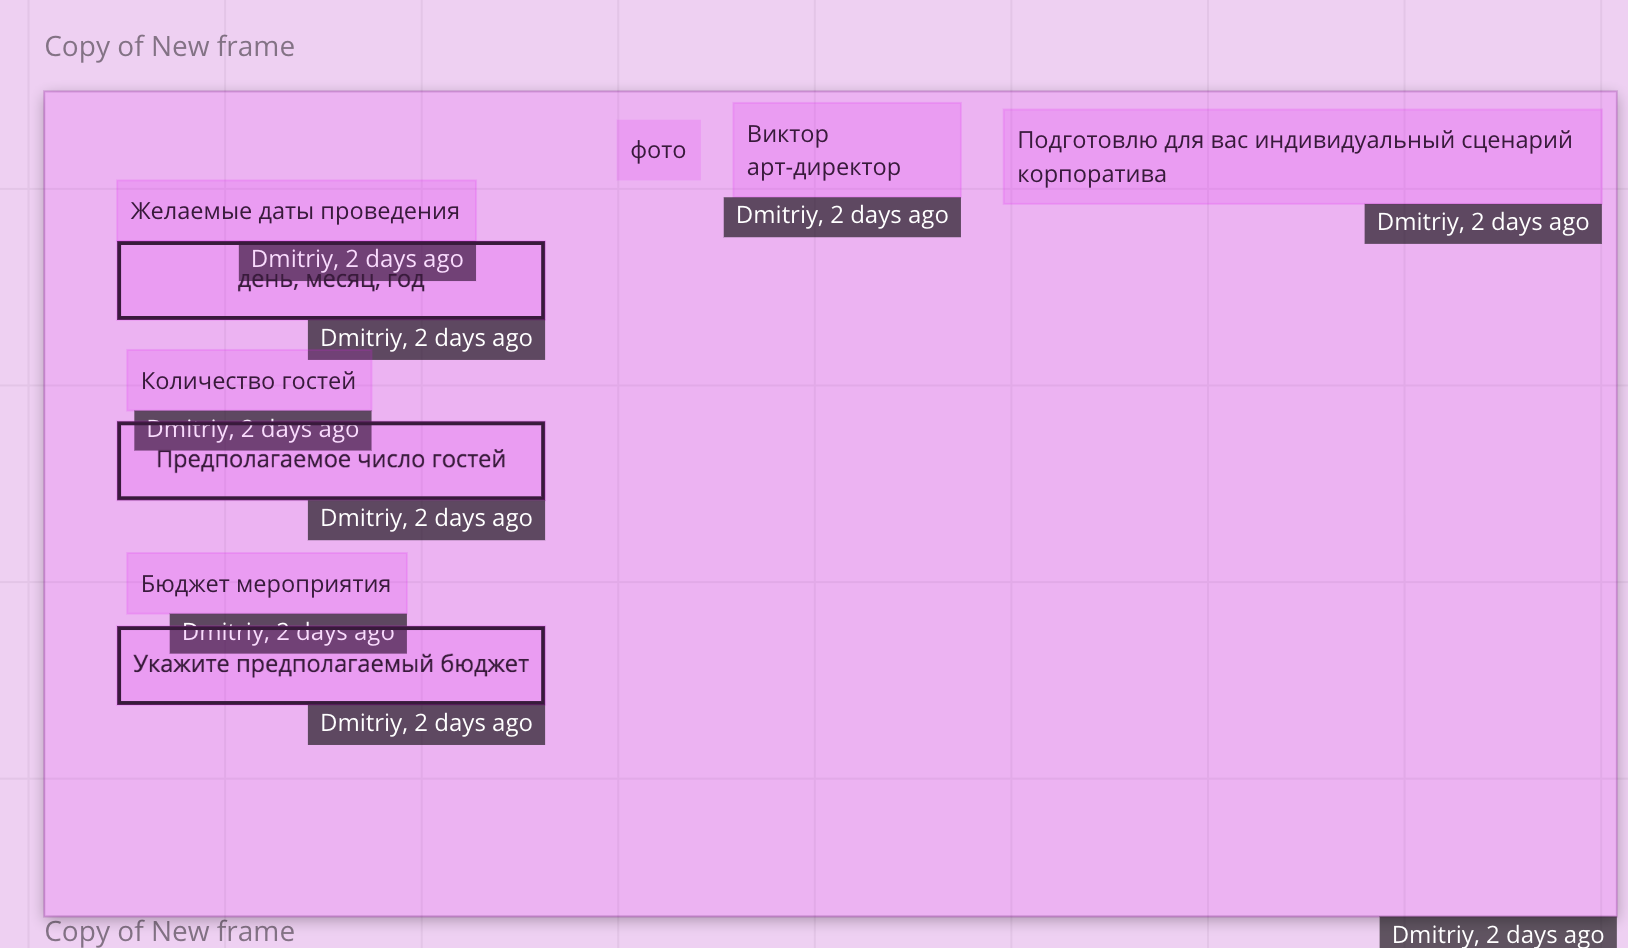 Copy of New frame
фото
Виктор
арт-директор
Dmitriy, 2 days ago
Подготовлю для вас индивидуальный сценарий
корпоратива
Dmitriy, 2 days ago
Желаемые даты проведения
Dmitriy, 2 days ago
день, месяц, год
Dmitriy, 2 days ago
Количество гостей
Dmitriy, 2 days ago
Предполагаемое число гостей
Dmitriy, 2 days ago
Бюджет мероприятия
Dmitriy, 2 days ago
Укажите предполагаемый бюджет
Dmitriy, 2 days ago
Copy of New frame
Dmitriy, 2 days ago